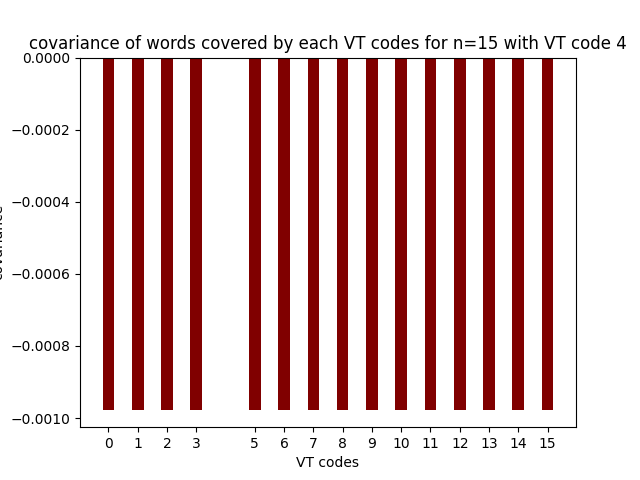 covariance of words covered by each VT codes for n=15 with VT code 4
0.0000
−0.0002
−0.0004
−0.0006
−0.0008
−0.0010
0 1 2 3 5 6 7 8 9 10 11 12 13 14 15
VT codes